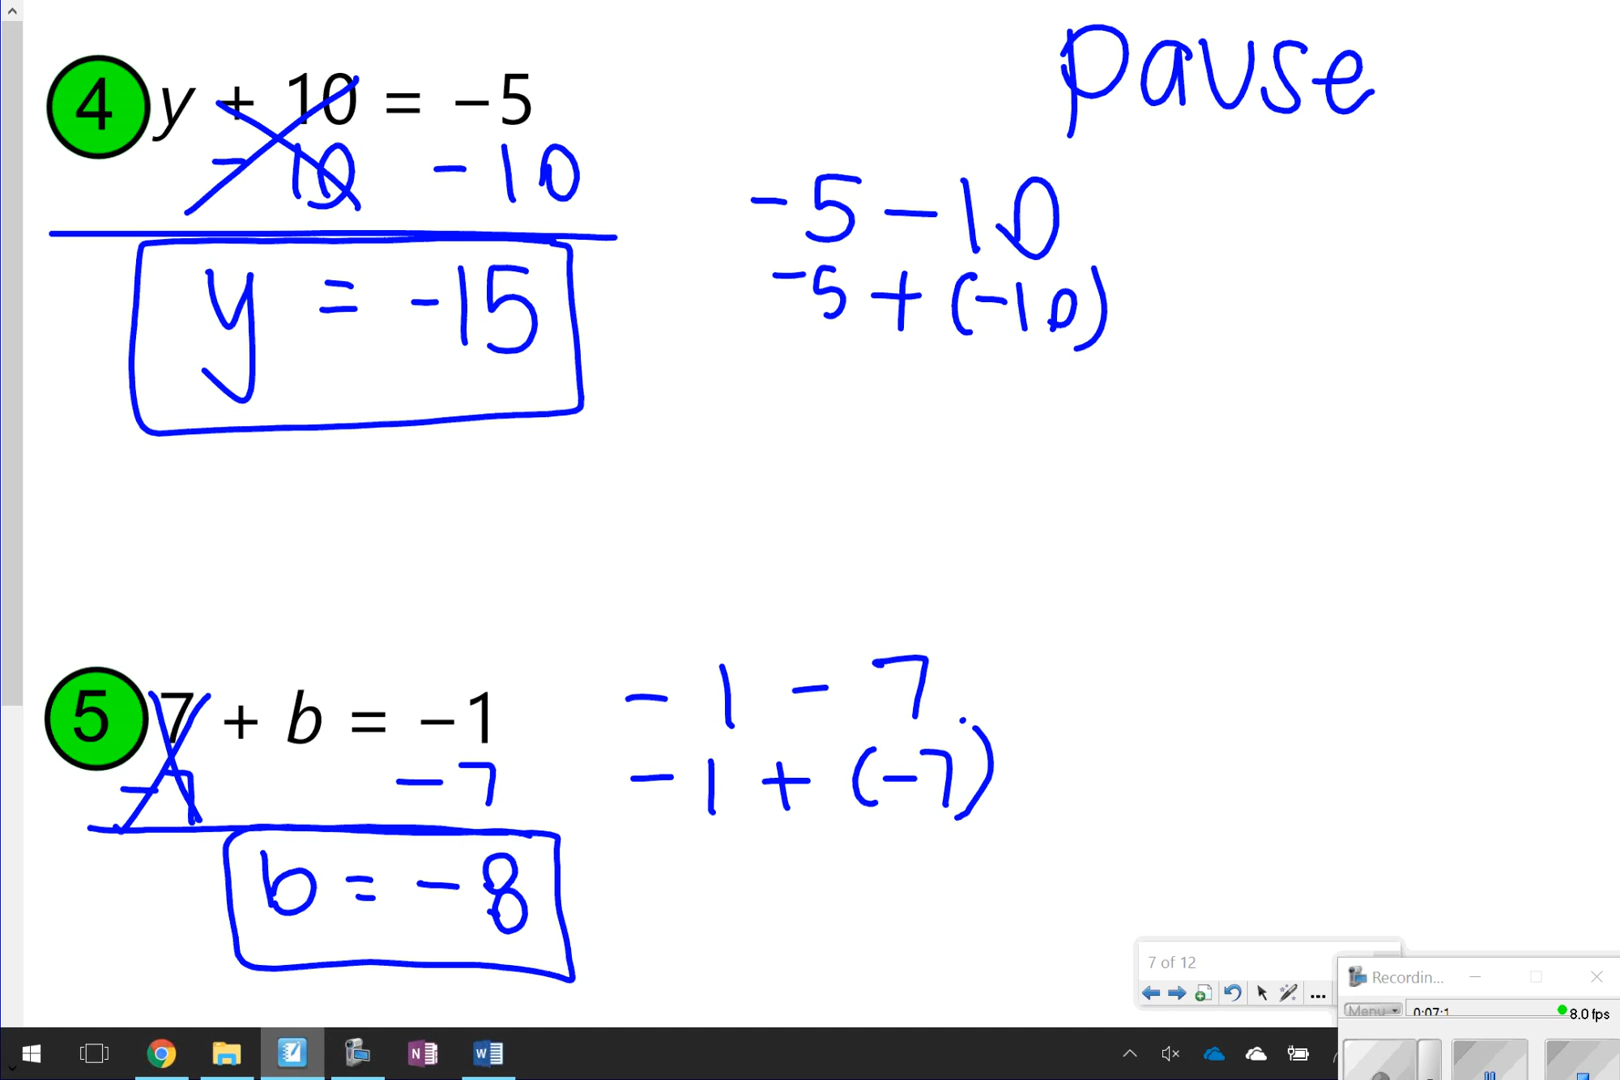 pause
4 y + 10 = −5
− 10 − 10
y = -15
-5 - 10
-5 + (-10)
5 7 + b = −1
- 7 - 7
b = - 8
- 1 - 7
- 1 + (-7)
7 of 12
...
Recordin...
Menu
0:07:1
8.0 fps
N
W